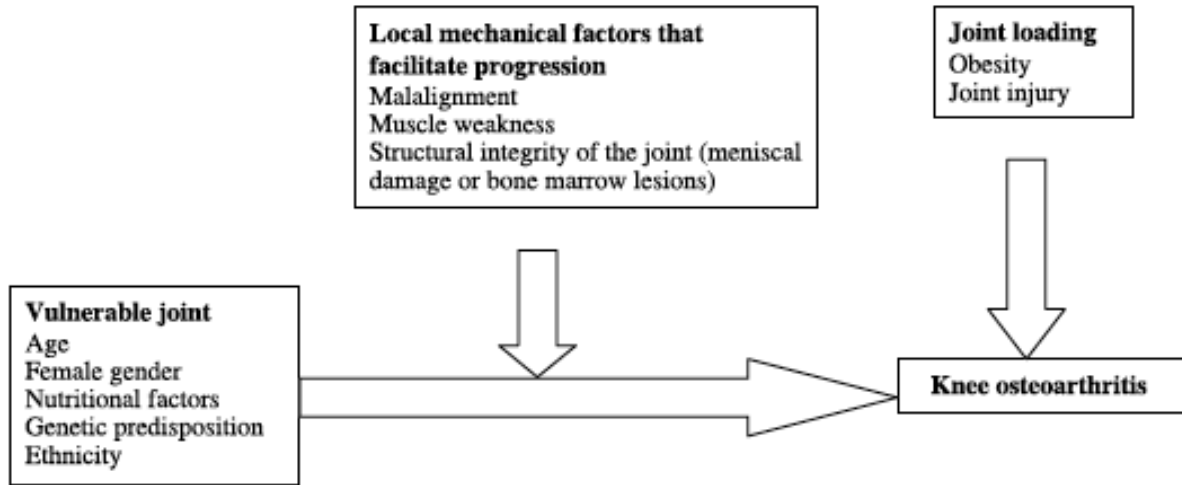 Local mechanical factors that
facilitate progression
Malalignment
Muscle weakness
Structural integrity of the joint (meniscal
damage or bone marrow lesions)
Joint loading
Obesity
Joint injury
Vulnerable joint
Age
Female gender
Nutritional factors
Genetic predisposition
Ethnicity
Knee osteoarthritis